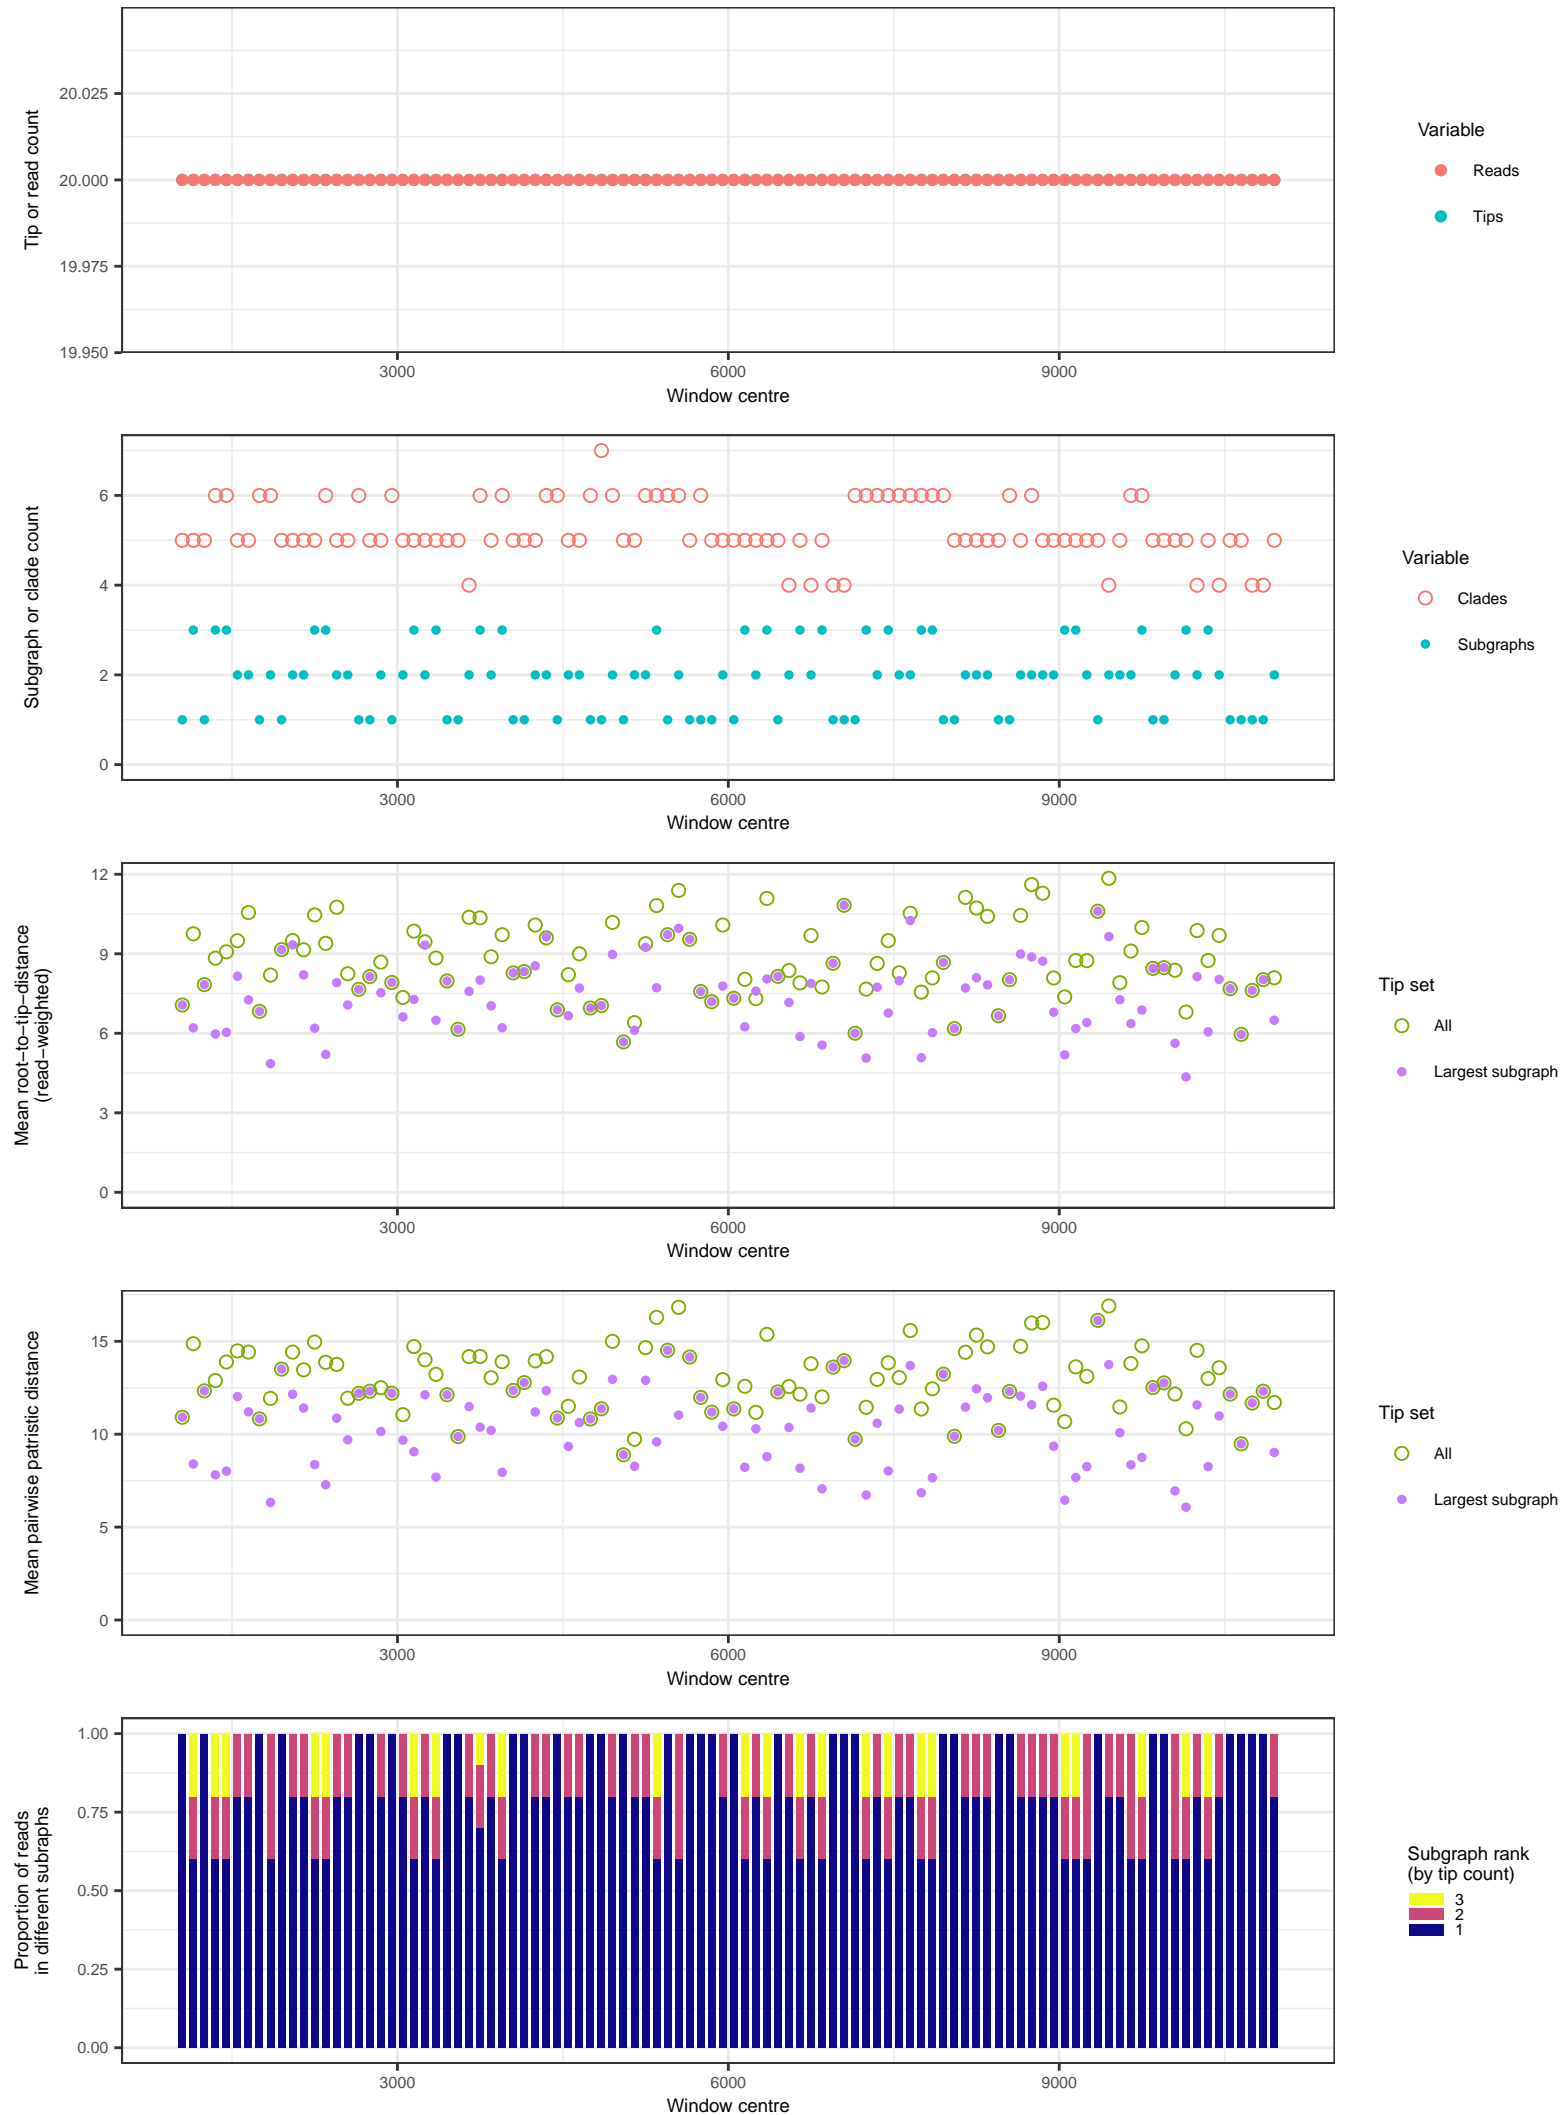 20.025
20.000
19.975
19.950
Tip or read count
3000
6000
9000
Window centre
Variable
Reads
Tips
6
4
2
0
Subgraph or clade count
3000
6000
9000
Window centre
Variable
Clades
Subgraphs
12
9
6
3
0
Mean root−to−tip−distance
(read−weighted)
3000
6000
9000
Window centre
Tip set
All
Largest subgraph
15
10
5
0
Mean pairwise patristic distance
3000
6000
9000
Window centre
Tip set
All
Largest subgraph
1.00
0.75
0.50
0.25
0.00
Proportion of reads
in different subraphs
3000
6000
9000
Window centre
Subgraph rank
(by tip count)
3
2
1